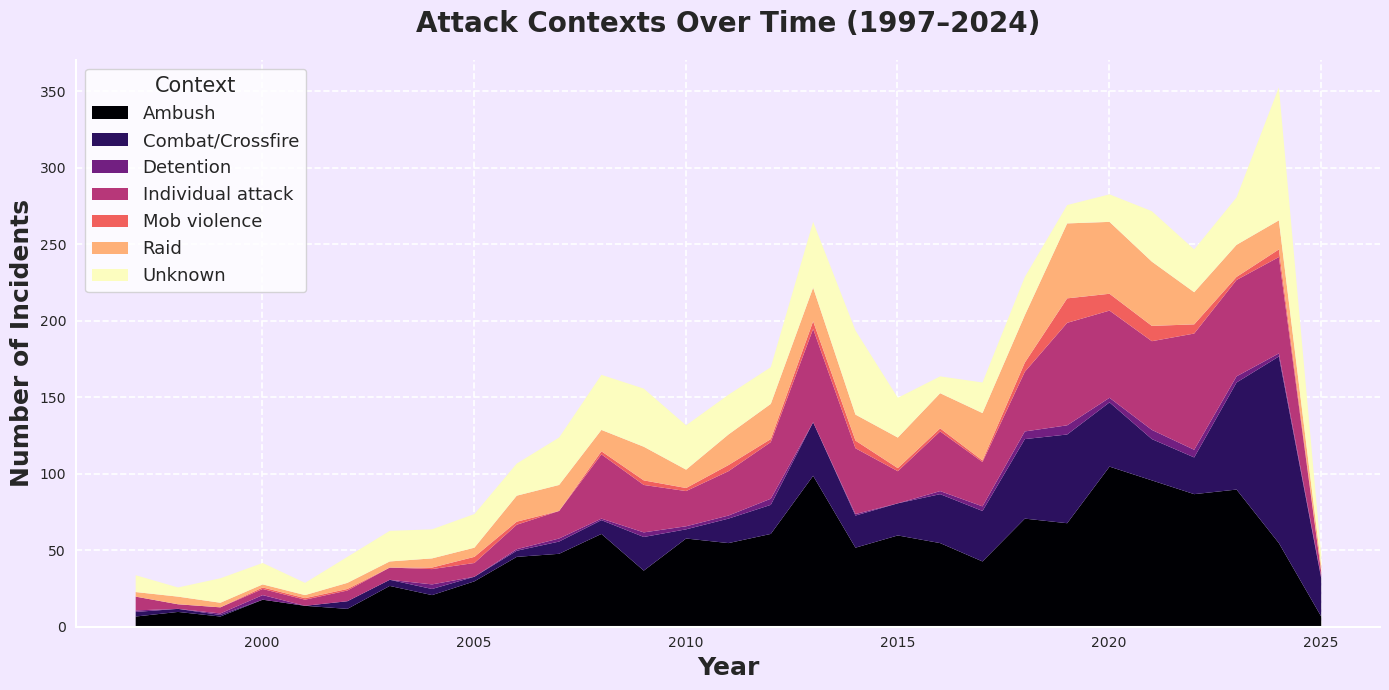 Attack Contexts Over Time (1997–2024)
Context
Ambush
Combat/Crossfire
Detention
Individual attack
Mob violence
Raid
Unknown
Number of Incidents
350
300
250
200
150
100
50
0
2000 2005 2010 2015 2020 2025
Year